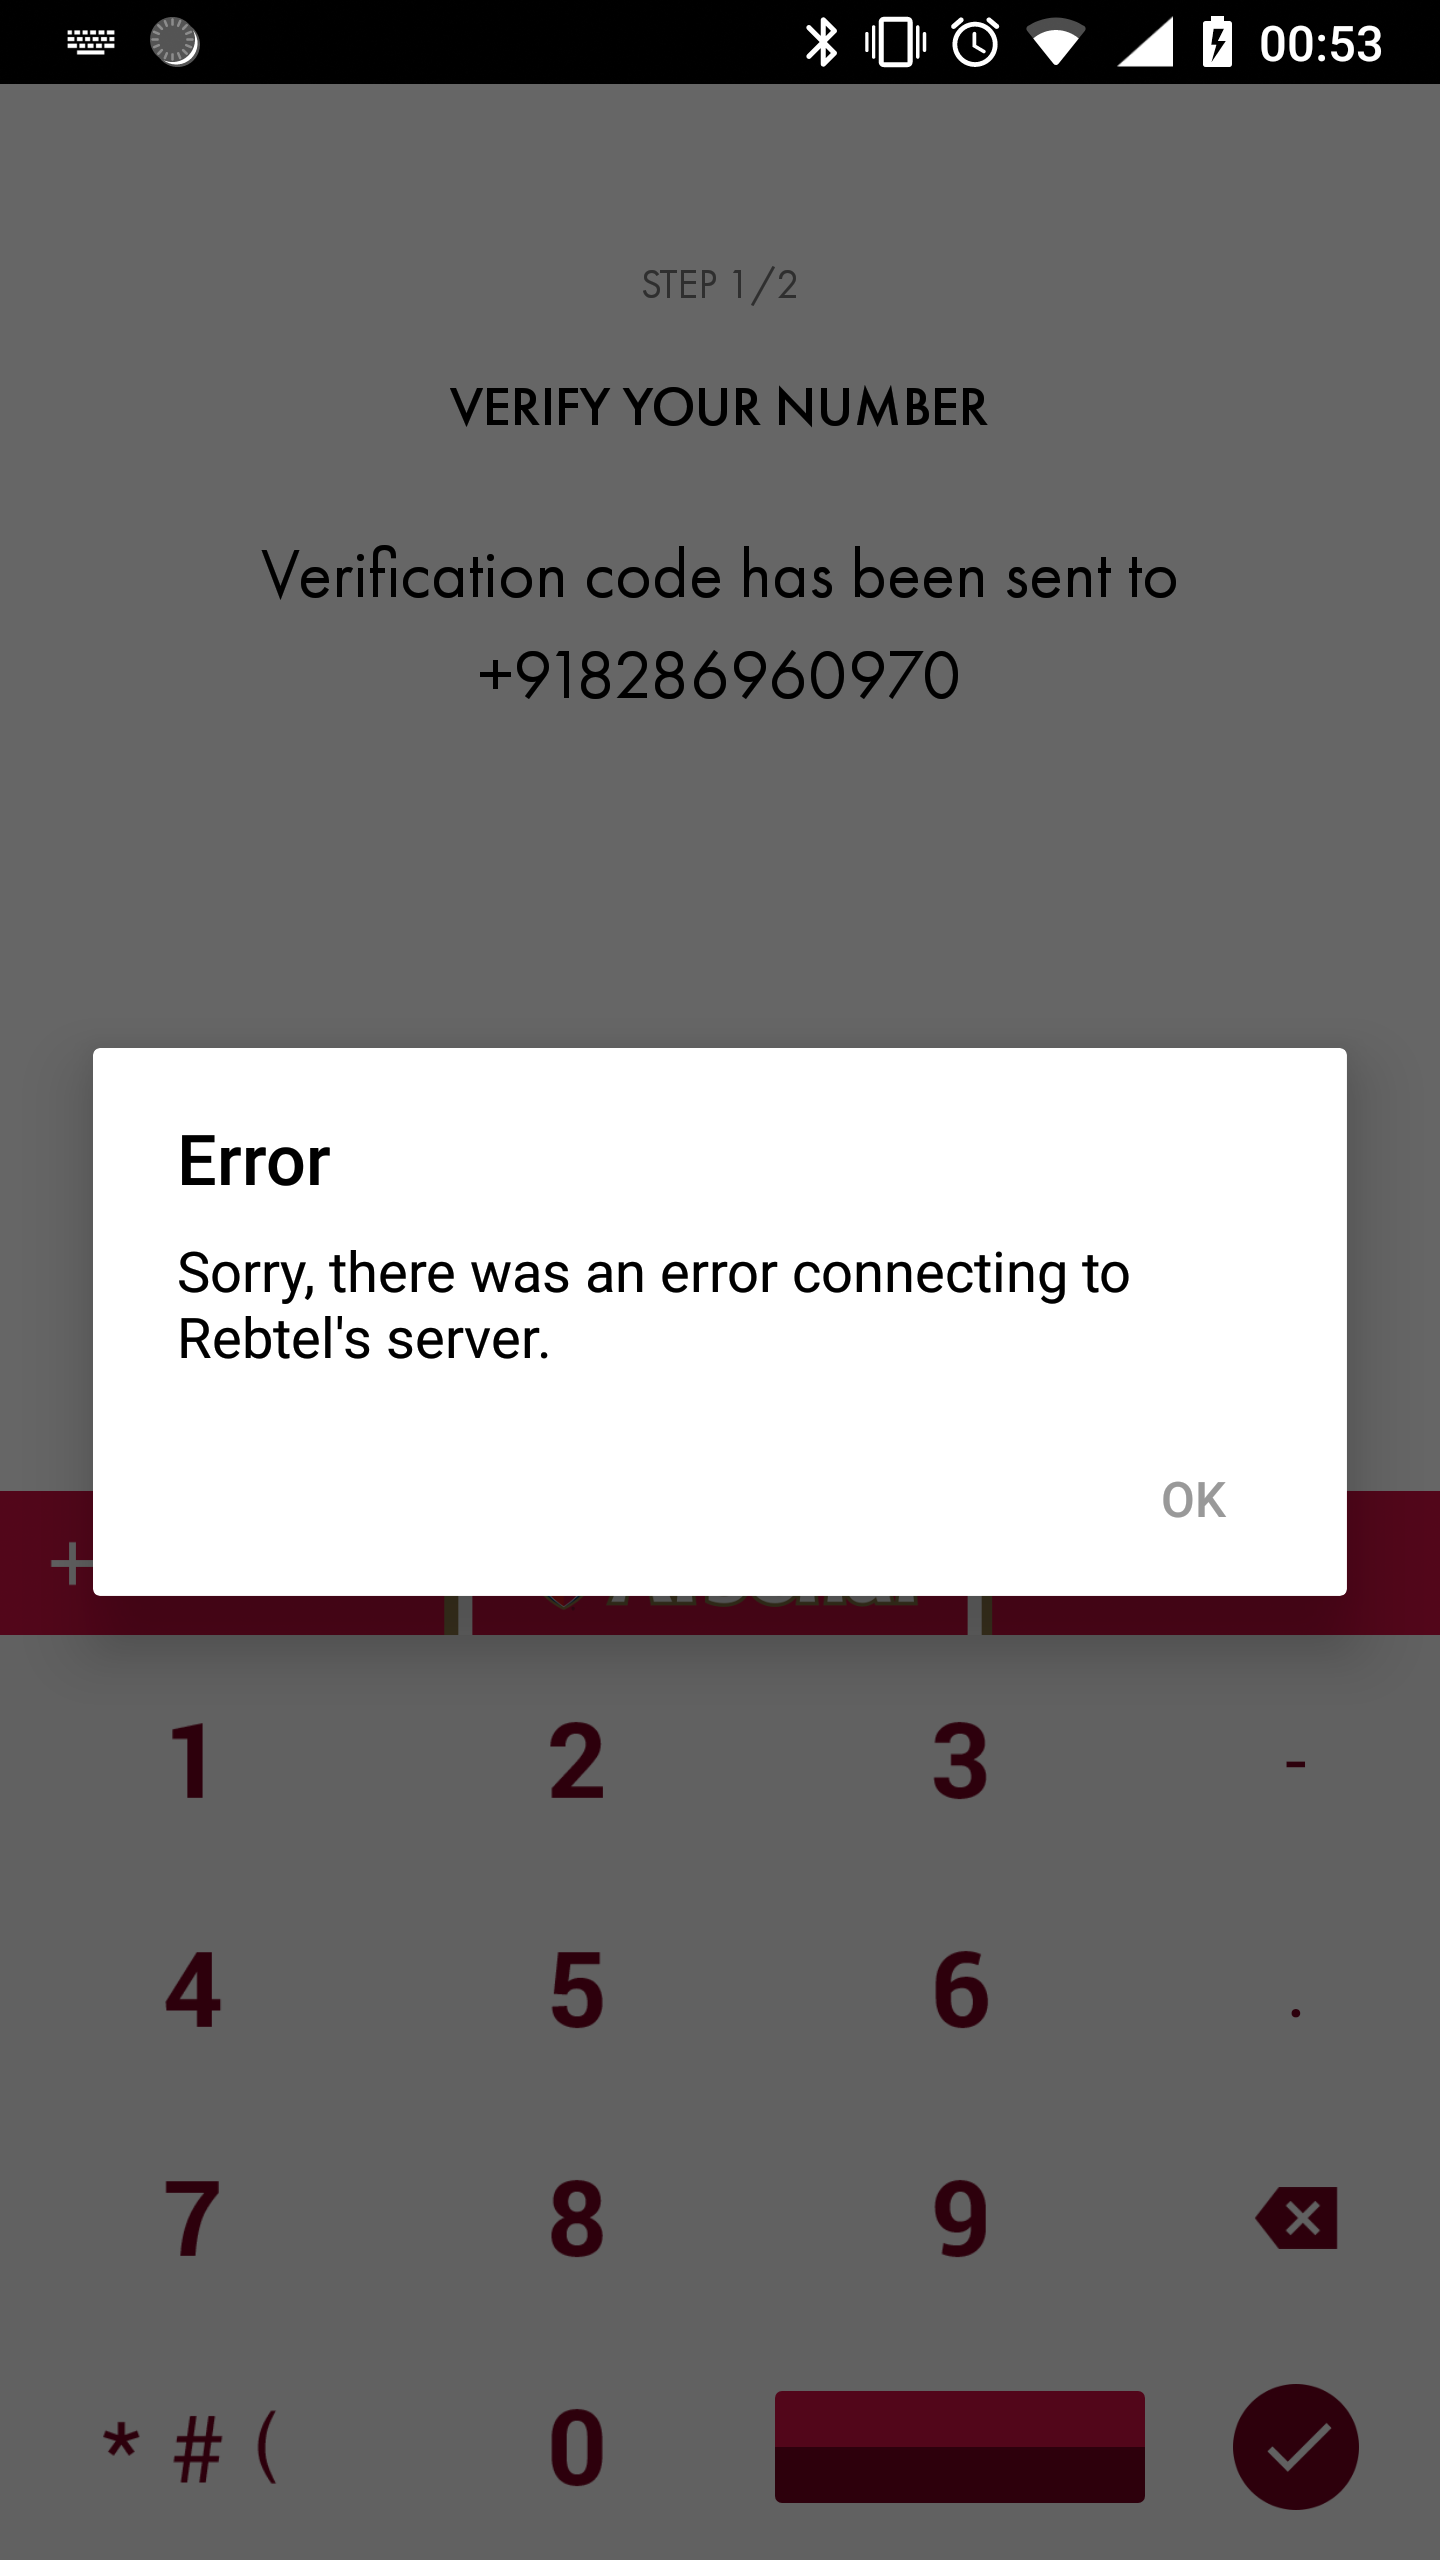 00:53
STEP 1/2
VERIFY YOUR NUMBER
Verification code has been sent to
+918286960970
Error
Sorry, there was an error connecting to
Rebtel's server.
OK
+
Arsenal
1 2 3 -
4 5 6 .
7 8 9
* # ( 0